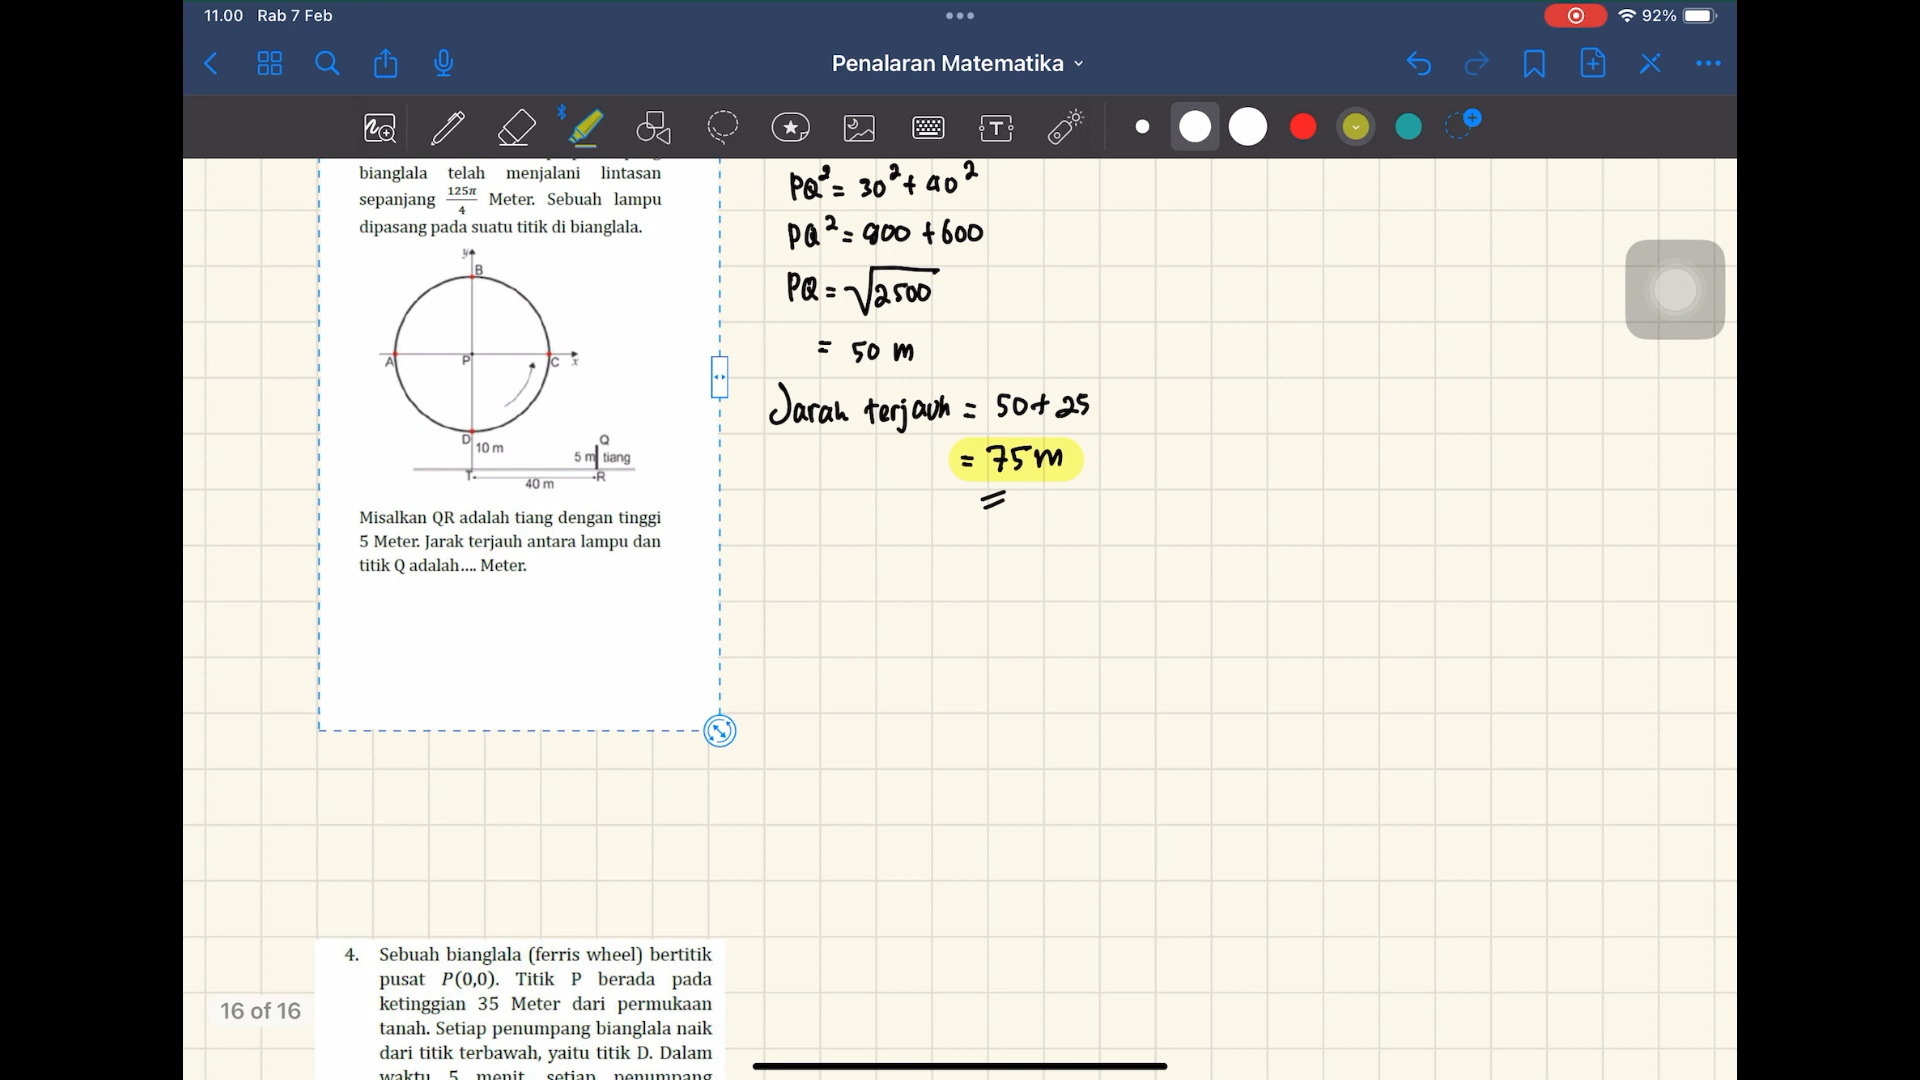 11.00 Rab 7 Feb
92%
Penalaran Matematika
bianglala telah menjalani lintasan
sepanjang 125π/4 Meter. Sebuah lampu
dipasang pada suatu titik di bianglala.
y
B
A
P
C
x
D
10 m
Q
5 m tiang
T
R
40 m
Misalkan QR adalah tiang dengan tinggi
5 Meter. Jarak terjauh antara lampu dan
titik Q adalah.... Meter.
PQ² = 30² + 40²
PQ² = 900 + 600
PQ = √2500
= 50 m
Jarak terjauh = 50 + 25
= 75 m
4. Sebuah bianglala (ferris wheel) bertitik
pusat P(0,0). Titik P berada pada
ketinggian 35 Meter dari permukaan
tanah. Setiap penumpang bianglala naik
dari titik terbawah, yaitu titik D. Dalam
waktu 5 menit, setiap penumpang
16 of 16